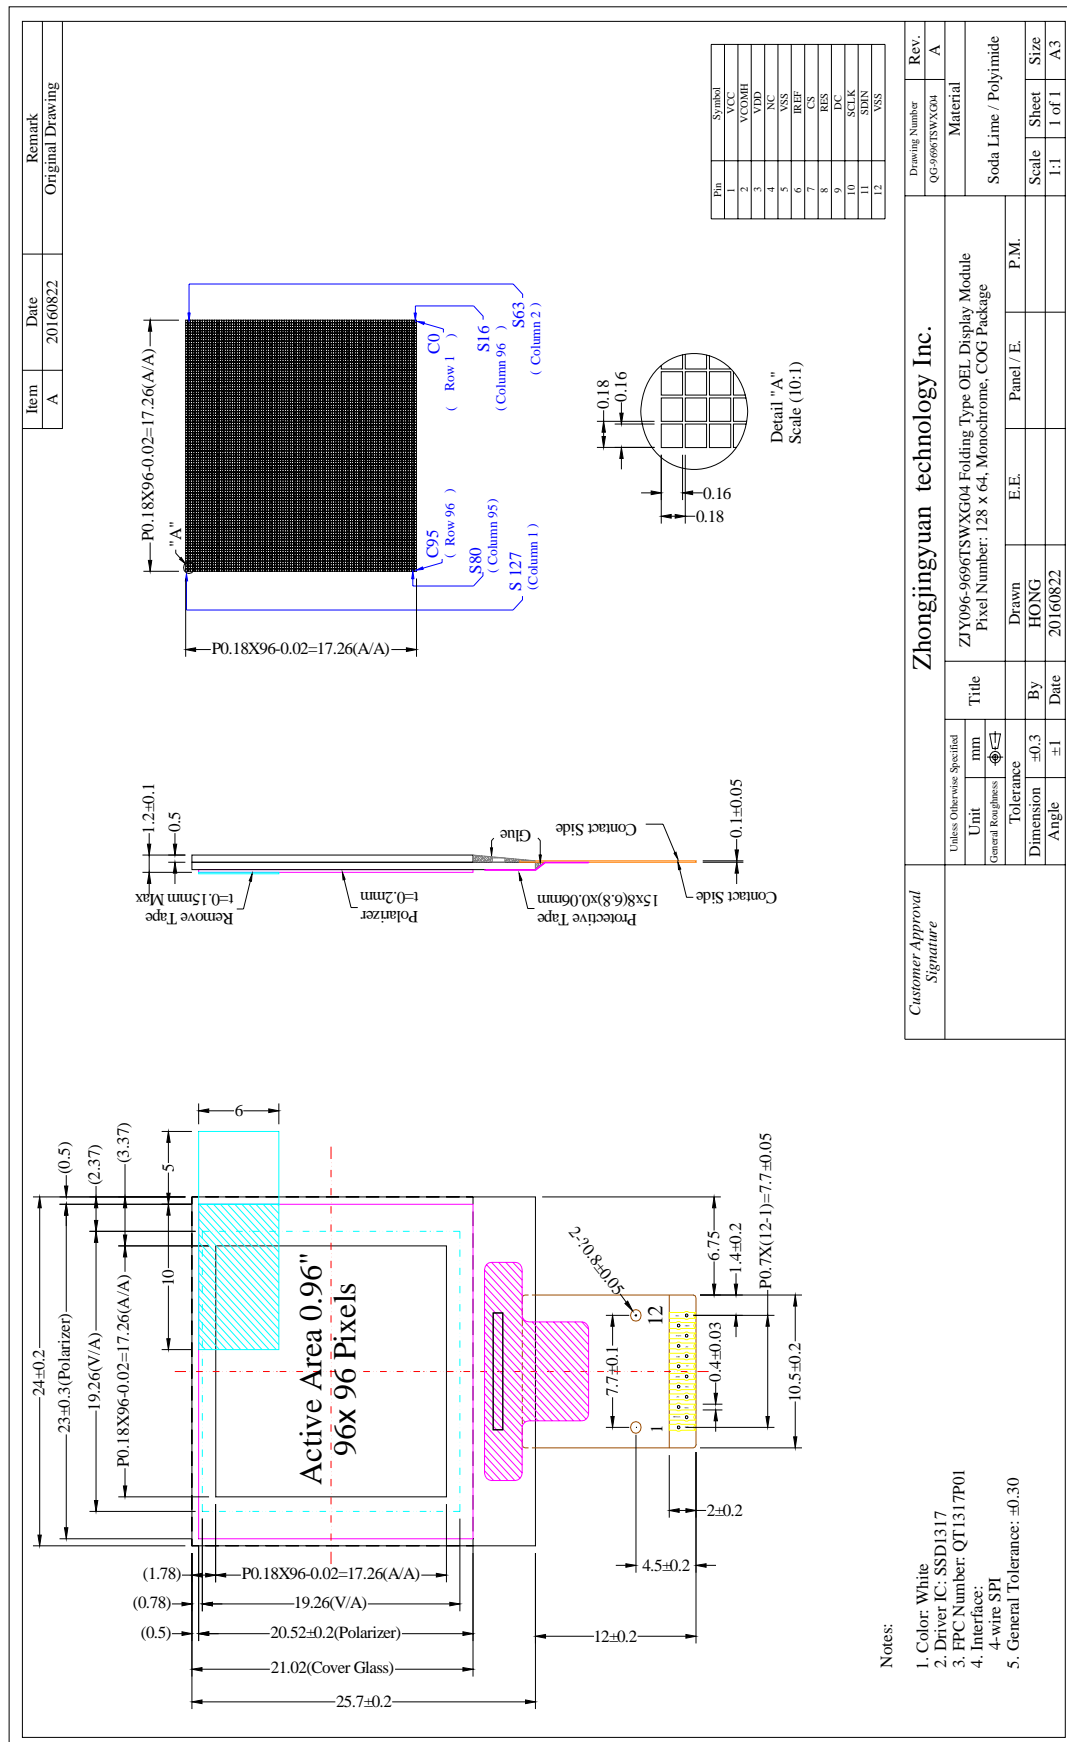 Item Date Remark
A 20160822 Original Drawing
24±0.2
(0.5)
23±0.3(Polarizer)
(2.37)
19.26(V/A)
(3.37)
P0.18X96-0.02=17.26(A/A)
10
5
6
Active Area 0.96"
96x 96 Pixels
(1.78)
P0.18X96-0.02=17.26(A/A)
(0.78)
19.26(V/A)
(0.5)
20.52±0.2(Polarizer)
21.02(Cover Glass)
25.7±0.2
12±0.2
4.5±0.2
2±0.2
2-?0.8±0.05
7.7±0.1
1
12
6.75
1.4±0.2
P0.7X(12-1)=7.7±0.05
0.4±0.03
10.5±0.2
1.2±0.1
0.5
Remove Tape
t=0.15mm Max
Polarizer
t=0.2mm
Protective Tape
15x8(6.8)x0.06mm
Glue
Contact Side
Contact Side
0.1±0.05
P0.18X96-0.02=17.26(A/A)
"A"
P0.18X96-0.02=17.26(A/A)
C95
( Row 96 )
S80
( Column 95)
S 127
(Column 1)
C0
( Row 1 )
S16
(Column 96 )
S63
( Column 2 )
0.18
0.16
0.16
0.18
Detail "A"
Scale (10:1)
Pin Symbol
1 VCC
2 VCOMH
3 VDD
4 NC
5 VSS
6 IREF
7 CS
8 RES
9 DC
10 SCLK
11 SDIN
12 VSS
Notes:
1. Color: White
2. Driver IC: SSD1317
3. FPC Number: QT1317P01
4. Interface:
4-wire SPI
5. General Tolerance: ±0.30
Customer Approval
Signature
Zhongjingyuan technology Inc.
Drawing Number
QG-9696TSWXG04
Rev.
A
Unless Otherwise Specified
Unit mm
General Roughness
Tolerance
Dimension ±0.3
Angle ±1
Title
ZJY096-9696TSWXG04 Folding Type OEL Display Module
Pixel Number: 128 x 64, Monochrome, COG Package
Material
Soda Lime / Polyimide
Drawn E.E. Panel / E. P.M.
By HONG
Date 20160822
Scale Sheet Size
1:1 1 of 1 A3